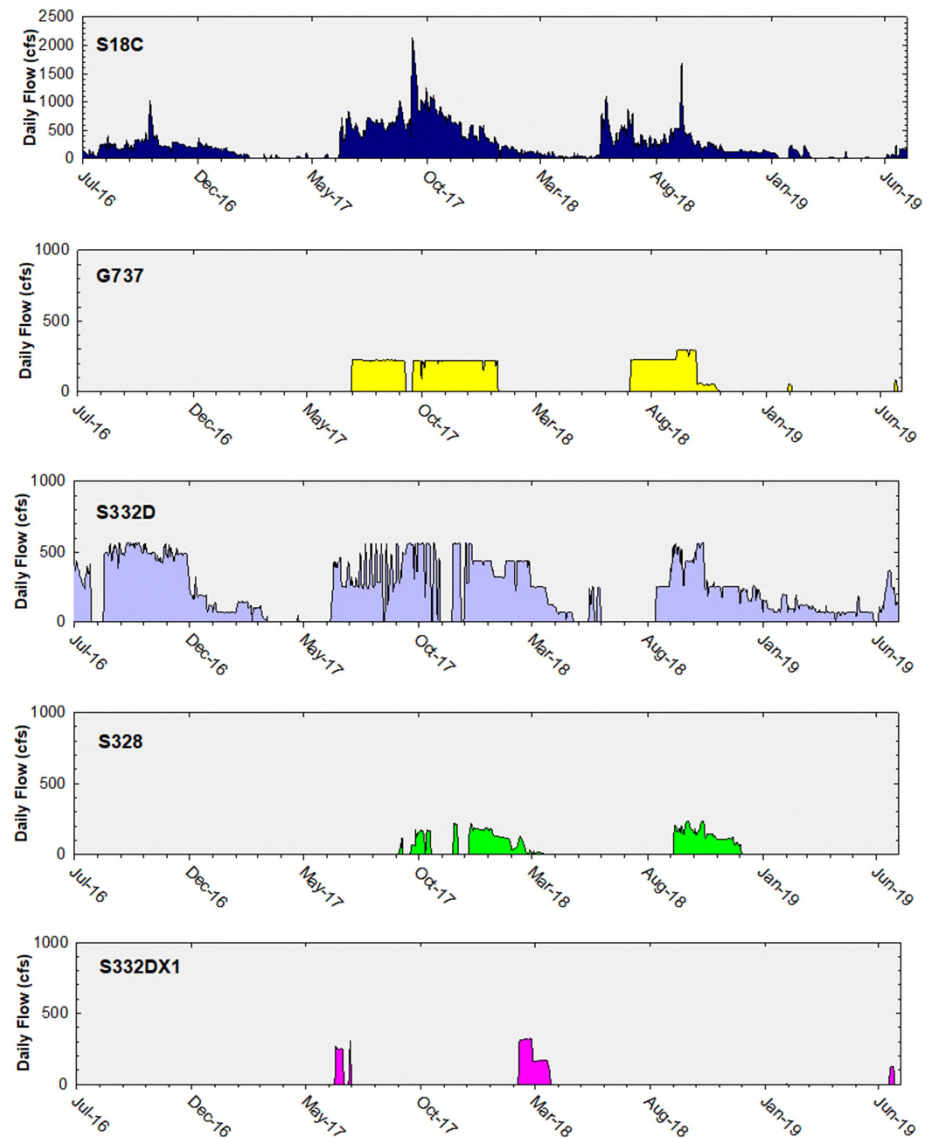 S18C
Daily Flow (cfs)
2500
2000
1500
1000
500
0
Jul-16 Dec-16 May-17 Oct-17 Mar-18 Aug-18 Jan-19 Jun-19
G737
Daily Flow (cfs)
1000
500
0
Jul-16 Dec-16 May-17 Oct-17 Mar-18 Aug-18 Jan-19 Jun-19
S332D
Daily Flow (cfs)
1000
500
0
Jul-16 Dec-16 May-17 Oct-17 Mar-18 Aug-18 Jan-19 Jun-19
S328
Daily Flow (cfs)
1000
500
0
Jul-16 Dec-16 May-17 Oct-17 Mar-18 Aug-18 Jan-19 Jun-19
S332DX1
Daily Flow (cfs)
1000
500
0
Jul-16 Dec-16 May-17 Oct-17 Mar-18 Aug-18 Jan-19 Jun-19